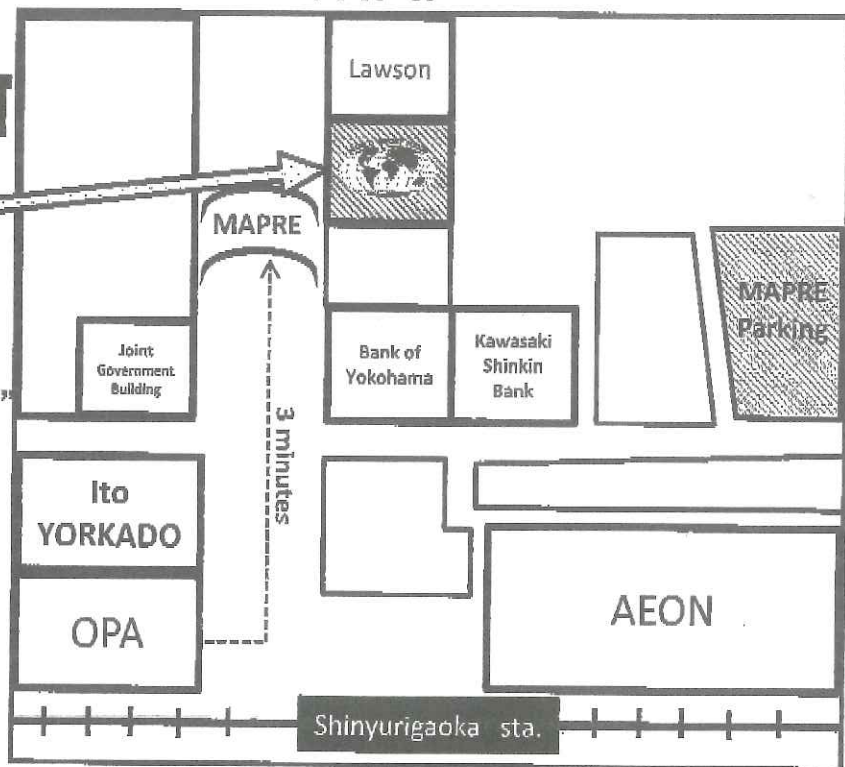 Lawson
MAPRE
MAPRE
Parking
Joint
Government
Building
Bank of
Yokohama
Kawasaki
Shinkin
Bank
3 minutes
Ito
YORKADO
OPA
AEON
Shinyurigaoka sta.